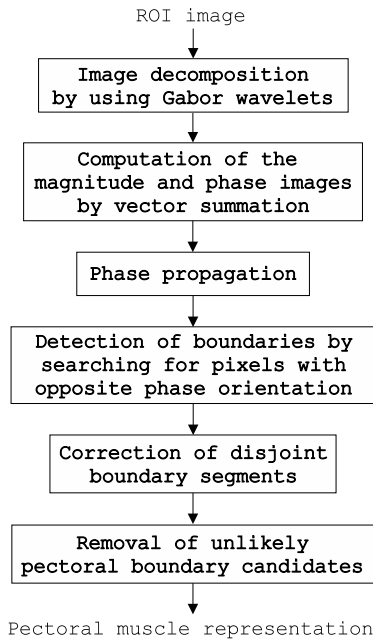 ROI image
Image decomposition
by using Gabor wavelets
Computation of the
magnitude and phase images
by vector summation
Phase propagation
Detection of boundaries by
searching for pixels with
opposite phase orientation
Correction of disjoint
boundary segments
Removal of unlikely
pectoral boundary candidates
Pectoral muscle representation